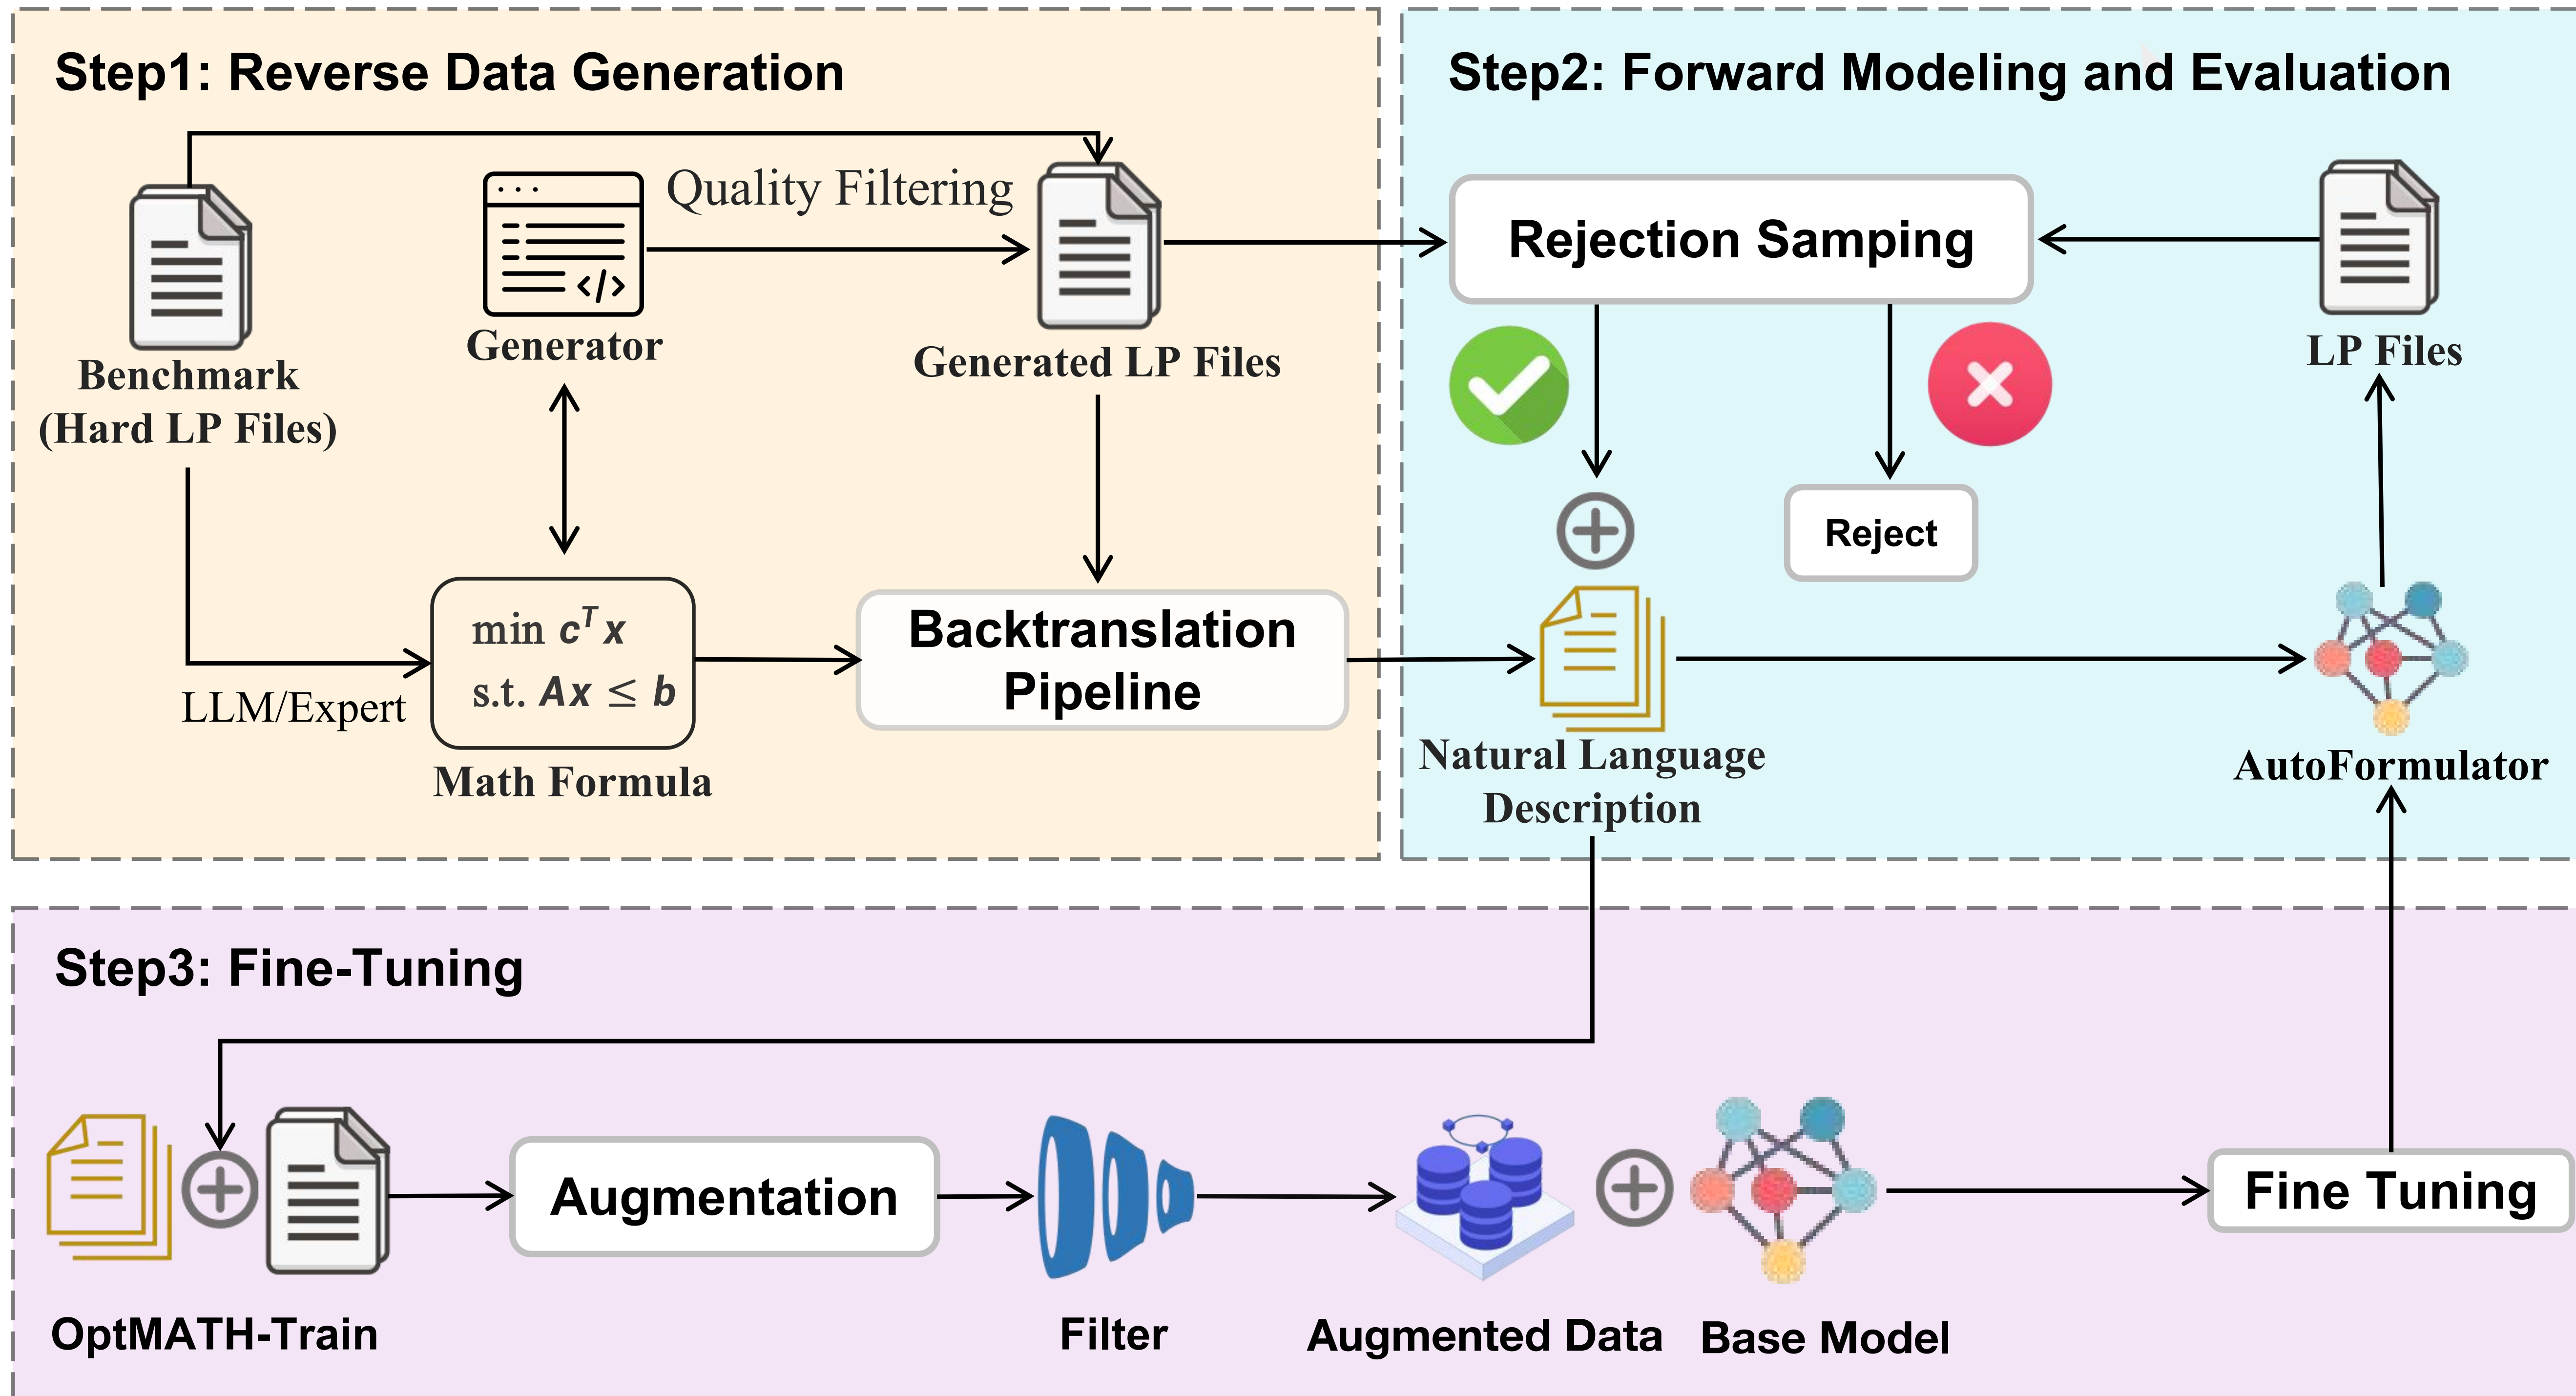 Step1: Reverse Data Generation
Quality Filtering
Generator
Generated LP Files
Benchmark
(Hard LP Files)
LLM/Expert
min c^T x
s.t. Ax ≤ b
Math Formula
Backtranslation
Pipeline
Step2: Forward Modeling and Evaluation
Rejection Samping
LP Files
Reject
Natural Language
Description
AutoFormulator
Step3: Fine-Tuning
Augmentation
Fine Tuning
OptMATH-Train
Filter
Augmented Data
Base Model